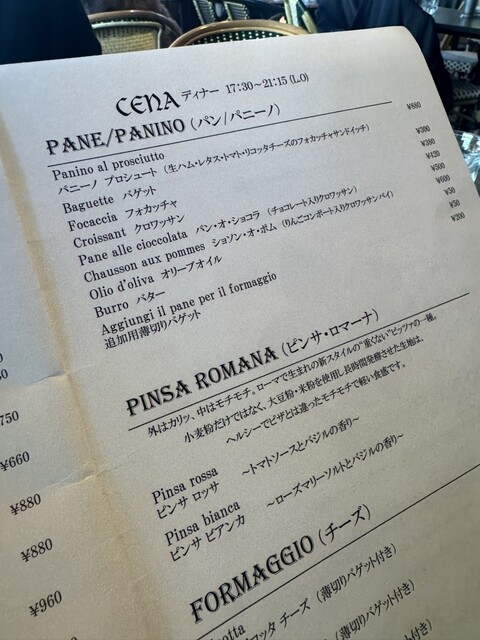 CENA ディナー 17:30~21:15 (L.O)
PANE/PANINO (パン/パニーノ)
Panino al prosciutto ¥880
パニーノ プロシュート (生ハム・レタス・トマト・リコッタチーズのフォカッチャサンドイッチ)
Baguette バゲット ¥300
Focaccia フォカッチャ ¥380
Croissant クロワッサン ¥420
Pane alle cioccolata パン・オ・ショコラ (チョコレート入りクロワッサン) ¥500
Chausson aux pommes ショソン・オ・ポム (りんごコンポート入りクロワッサンパイ) ¥600
Olio d'oliva オリーブオイル ¥50
Burro バター ¥50
Aggiungi il pane per il formaggio ¥200
追加用薄切りバゲット
PINSA ROMANA (ピンサ・ロマーナ)
外はカリッ、中はモチモチ。ローマで生まれた新スタイルの"重くない"ピッツァの一種。
小麦粉だけではなく、大豆粉・米粉を使用し長時間発酵させた生地は、
ヘルシーでピザとは違ったモチモチで軽い食感です。
Pinsa rossa ~トマトソースとバジルの香り~
ピンサ ロッサ
Pinsa bianca ~ローズマリーソルトとバジルの香り~
ピンサ ビアンカ
FORMAGGIO (チーズ)
コッタ チーズ (薄切りバゲット付き)
(薄切りバゲット付き)
750
¥660
¥880
¥880
¥960